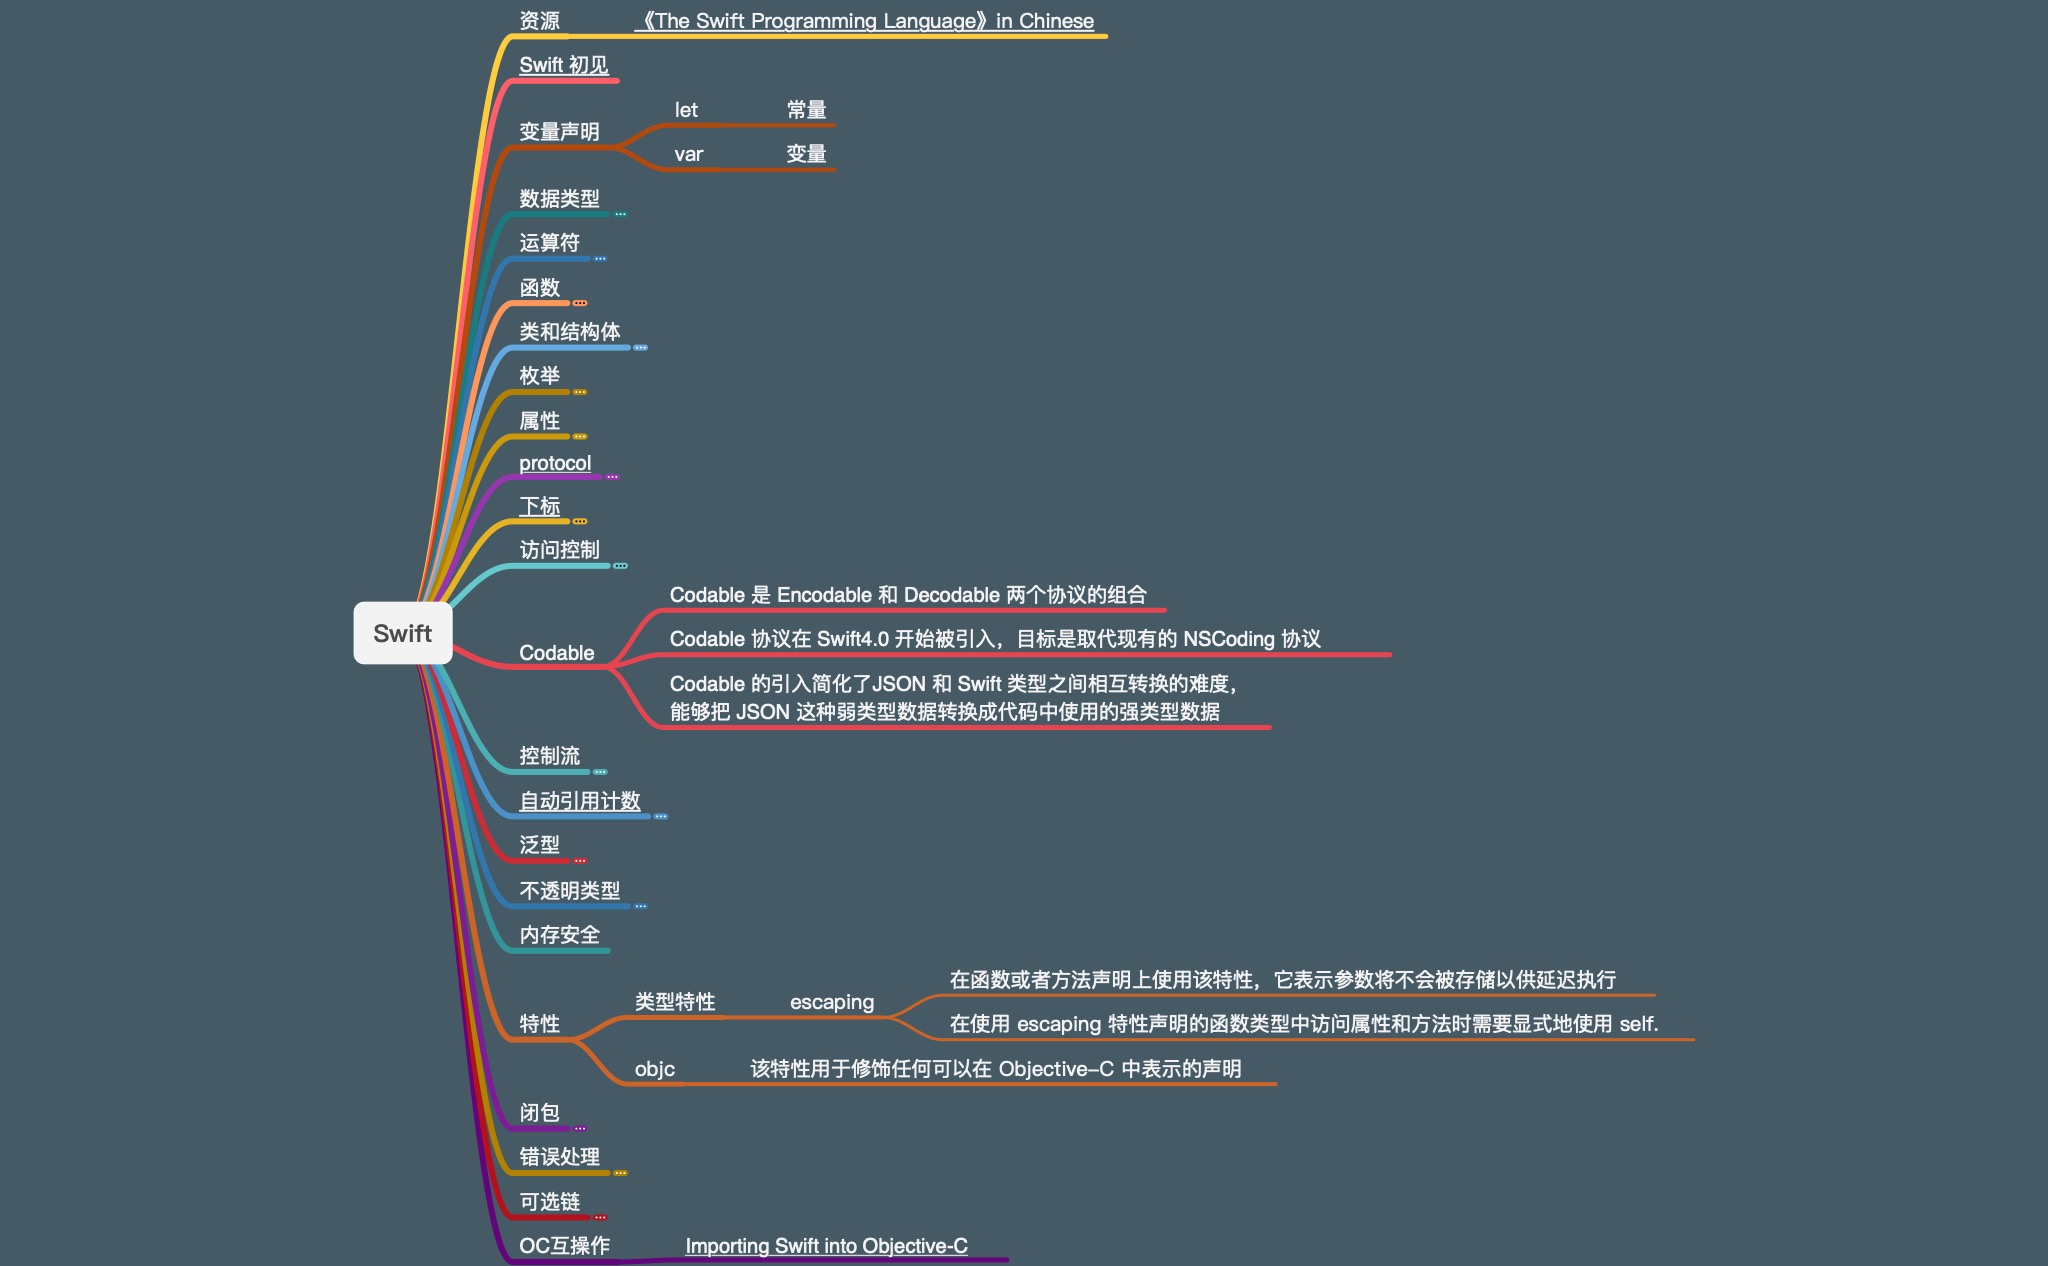 资源
《The Swift Programming Language》in Chinese
Swift 初见
变量声明
let
常量
var
变量
数据类型
运算符
函数
类和结构体
枚举
属性
protocol
下标
访问控制
Swift
Codable
Codable 是 Encodable 和 Decodable 两个协议的组合
Codable 协议在 Swift4.0 开始被引入，目标是取代现有的 NSCoding 协议
Codable 的引入简化了JSON 和 Swift 类型之间相互转换的难度，
能够把 JSON 这种弱类型数据转换成代码中使用的强类型数据
控制流
自动引用计数
泛型
不透明类型
内存安全
特性
类型特性
escaping
在函数或者方法声明上使用该特性，它表示参数将不会被存储以供延迟执行
在使用 escaping 特性声明的函数类型中访问属性和方法时需要显式地使用 self.
objc
该特性用于修饰任何可以在 Objective-C 中表示的声明
闭包
错误处理
可选链
OC互操作
Importing Swift into Objective-C